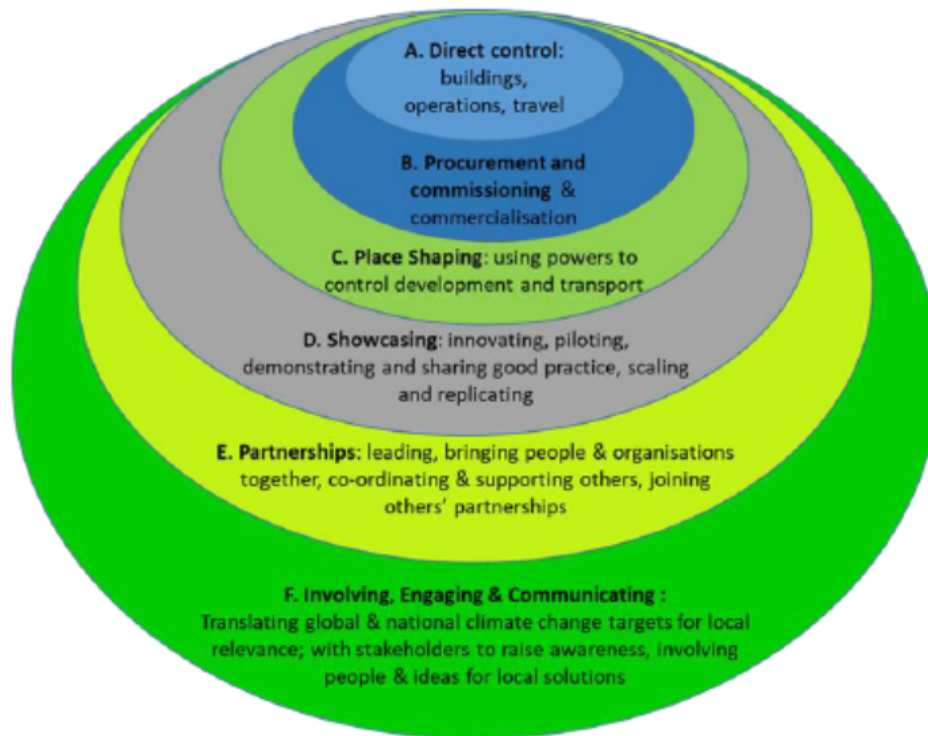 A. Direct control:
buildings,
operations, travel
B. Procurement and
commissioning &
commercialisation
C. Place Shaping: using powers to
control development and transport
D. Showcasing: innovating, piloting,
demonstrating and sharing good practice, scaling
and replicating
E. Partnerships: leading, bringing people & organisations
together, co-ordinating & supporting others, joining
others’ partnerships
F. Involving, Engaging & Communicating :
Translating global & national climate change targets for local
relevance; with stakeholders to raise awareness, involving
people & ideas for local solutions